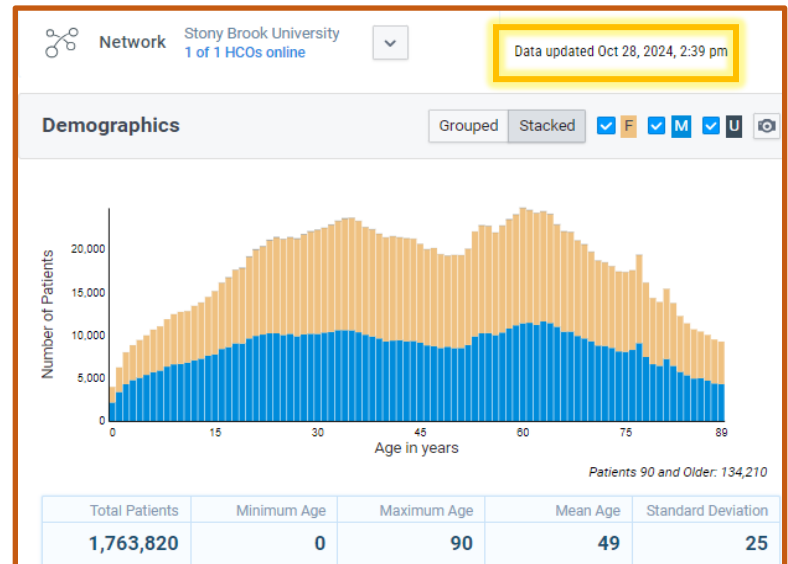 Network
Stony Brook University
1 of 1 HCOs online
Data updated Oct 28, 2024, 2:39 pm
Demographics
Grouped Stacked F M U
Number of Patients
20,000
15,000
10,000
5,000
0
0 15 30 45 60 75 89
Age in years
Patients 90 and Older: 134,210
Total Patients Minimum Age Maximum Age Mean Age Standard Deviation
1,763,820 0 90 49 25